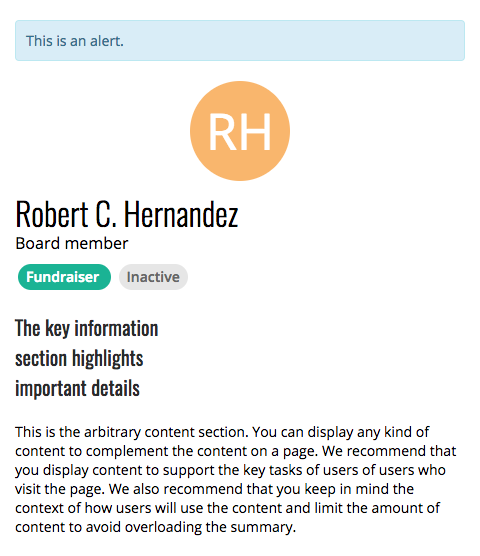 This is an alert.
RH
Robert C. Hernandez
Board member
Fundraiser Inactive
The key information
section highlights
important details
This is the arbitrary content section. You can display any kind of
content to complement the content on a page. We recommend that
you display content to support the key tasks of users of users who
visit the page. We also recommend that you keep in mind the
context of how users will use the content and limit the amount of
content to avoid overloading the summary.